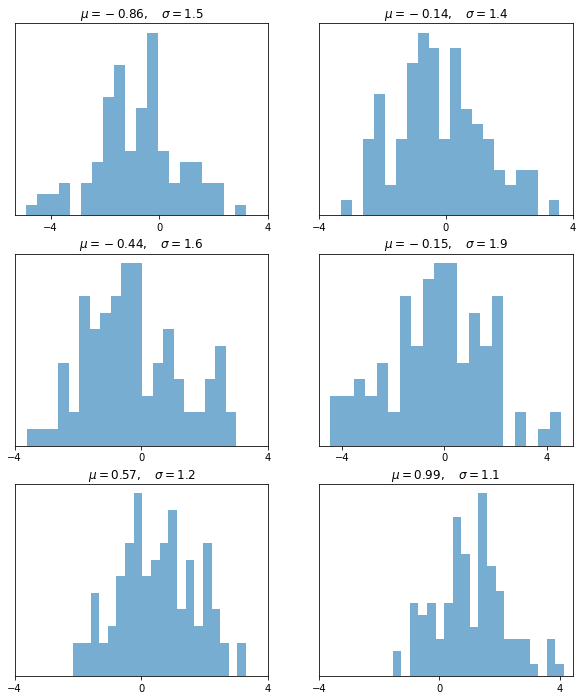 μ = −0.86, σ = 1.5
μ = −0.14, σ = 1.4
−4 0 4
−4 0 4
μ = −0.44, σ = 1.6
μ = −0.15, σ = 1.9
−4 0 4
−4 0 4
μ = 0.57, σ = 1.2
μ = 0.99, σ = 1.1
−4 0 4
−4 0 4